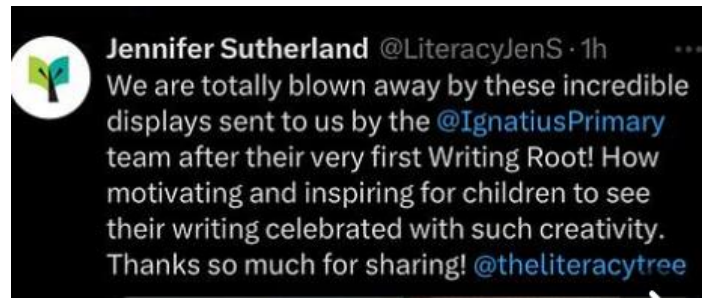 Jennifer Sutherland @LiteracyJenS · 1h
We are totally blown away by these incredible
displays sent to us by the @IgnatiusPrimary
team after their very first Writing Root! How
motivating and inspiring for children to see
their writing celebrated with such creativity.
Thanks so much for sharing! @theliteracytree